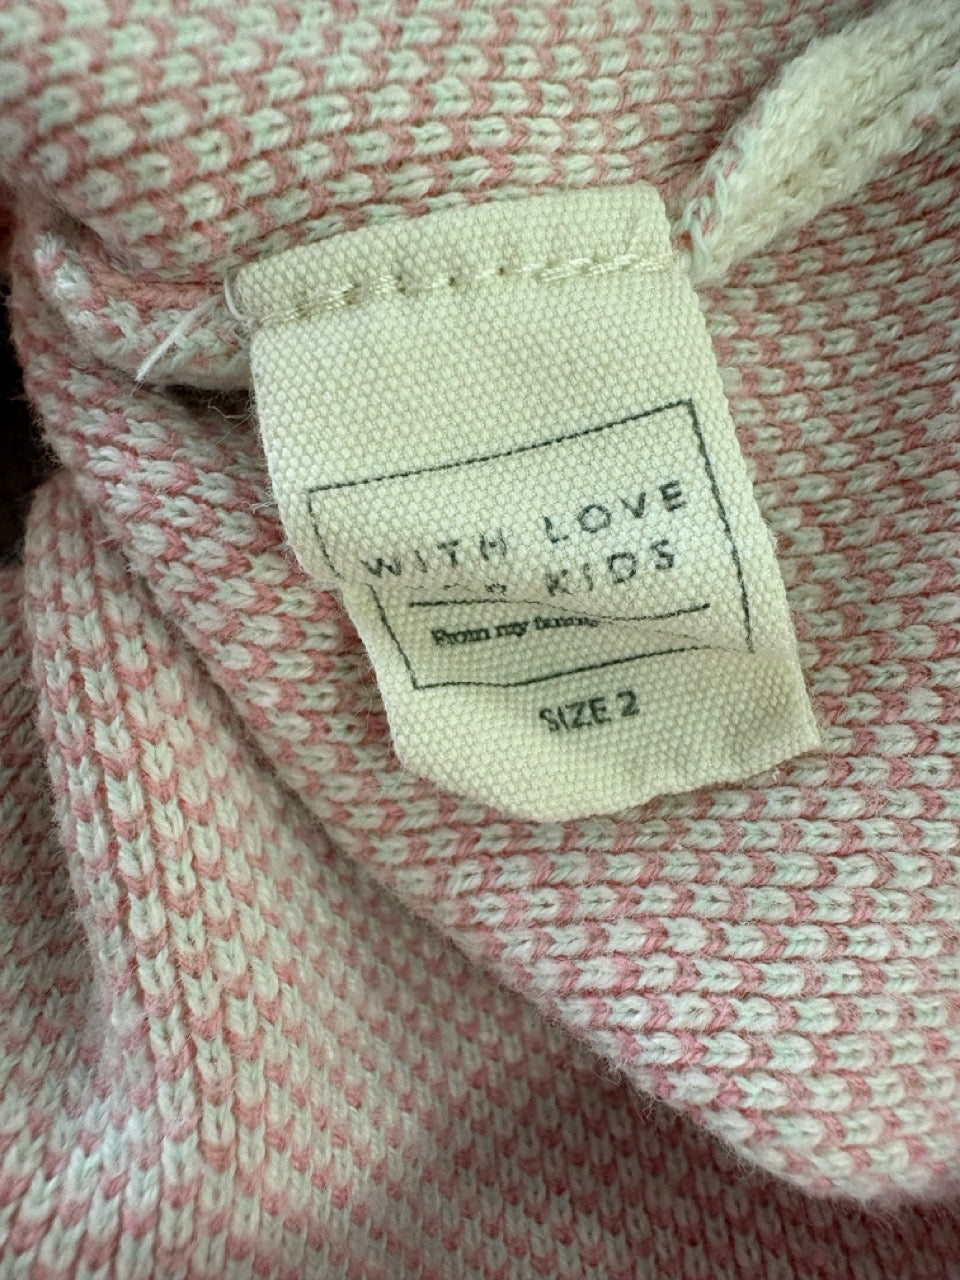 WITH LOVE
KIDS
From my
SIZE 2